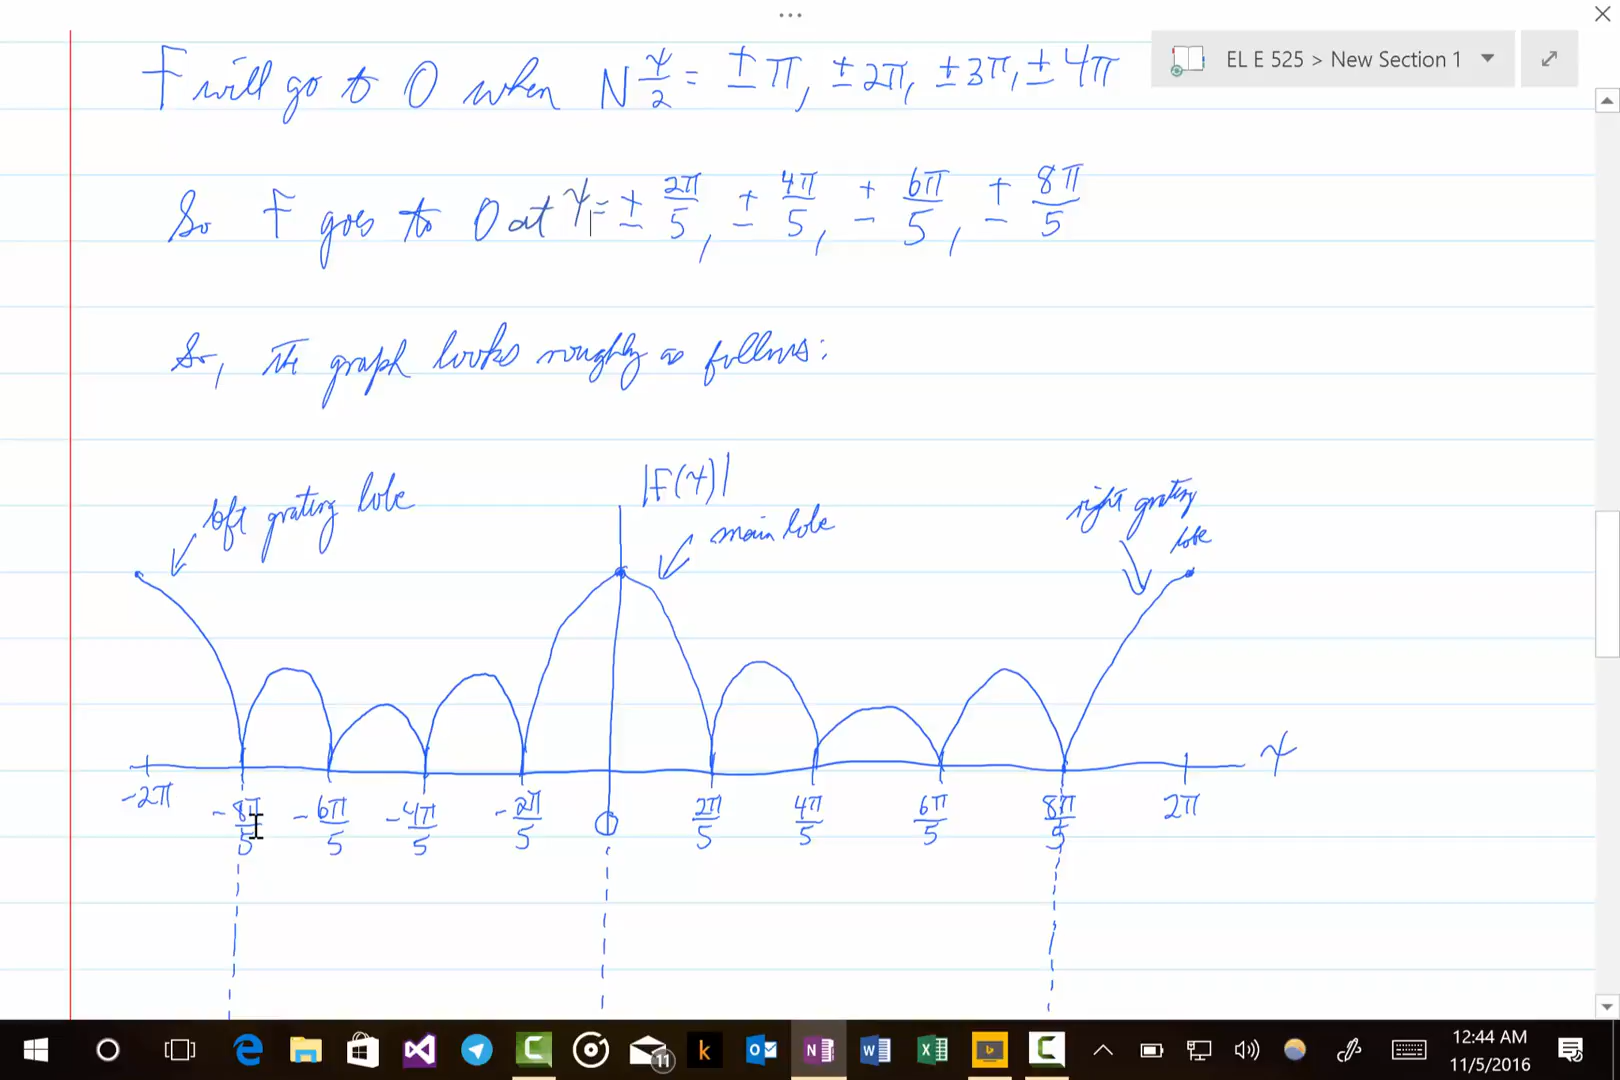 F will go to 0 when N ψ/2 = ±π, ±2π, ±3π, ±4π
EL E 525 > New Section 1
So F goes to 0 at ψ = ± 2π/5, ± 4π/5, ± 6π/5, ± 8π/5
So, the graph looks roughly as follows:
|F(ψ)|
left grating lobe
main lobe
right grating
lobe
ψ
-2π
-8π/5
-6π/5
-4π/5
-2π/5
0
2π/5
4π/5
6π/5
8π/5
2π
11
12:44 AM
11/5/2016